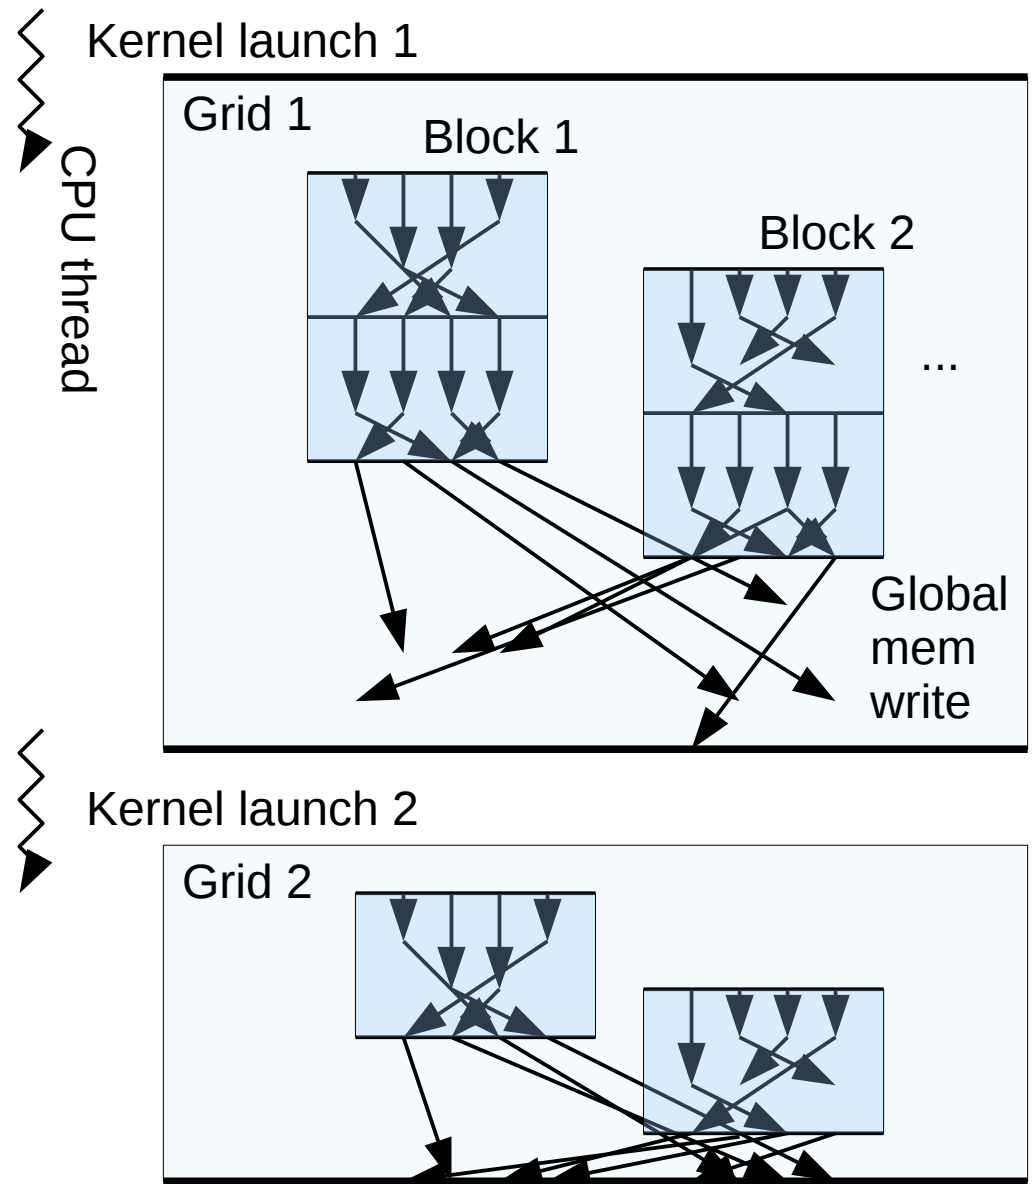 Kernel launch 1
CPU thread
Grid 1
Block 1
Block 2
...
Global
mem
write
Kernel launch 2
Grid 2